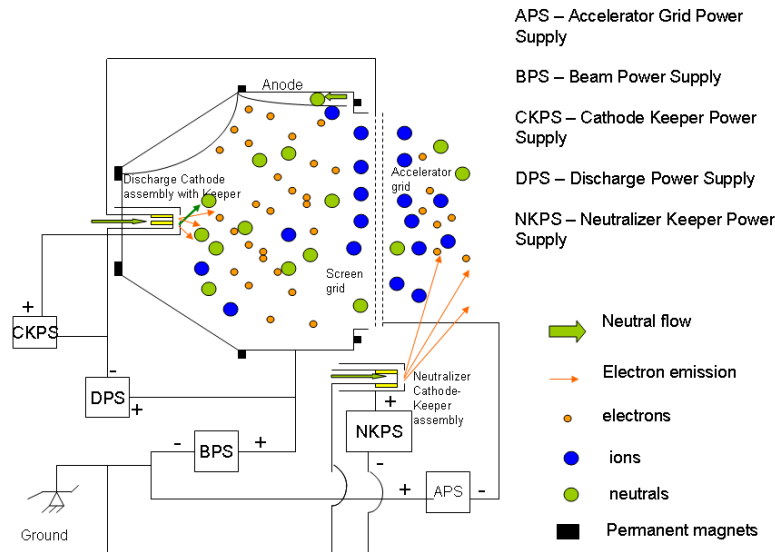 APS – Accelerator Grid Power
Supply
BPS – Beam Power Supply
CKPS – Cathode Keeper Power
Supply
DPS – Discharge Power Supply
NKPS – Neutralizer Keeper Power
Supply
Anode
Discharge Cathode
assembly with Keeper
Accelerator
grid
Screen
grid
+
CKPS
-
DPS
+
-
BPS
+
Neutralizer
Cathode-
Keeper
assembly
+
NKPS
-
+
APS
-
Ground
Neutral flow
Electron emission
electrons
ions
neutrals
Permanent magnets